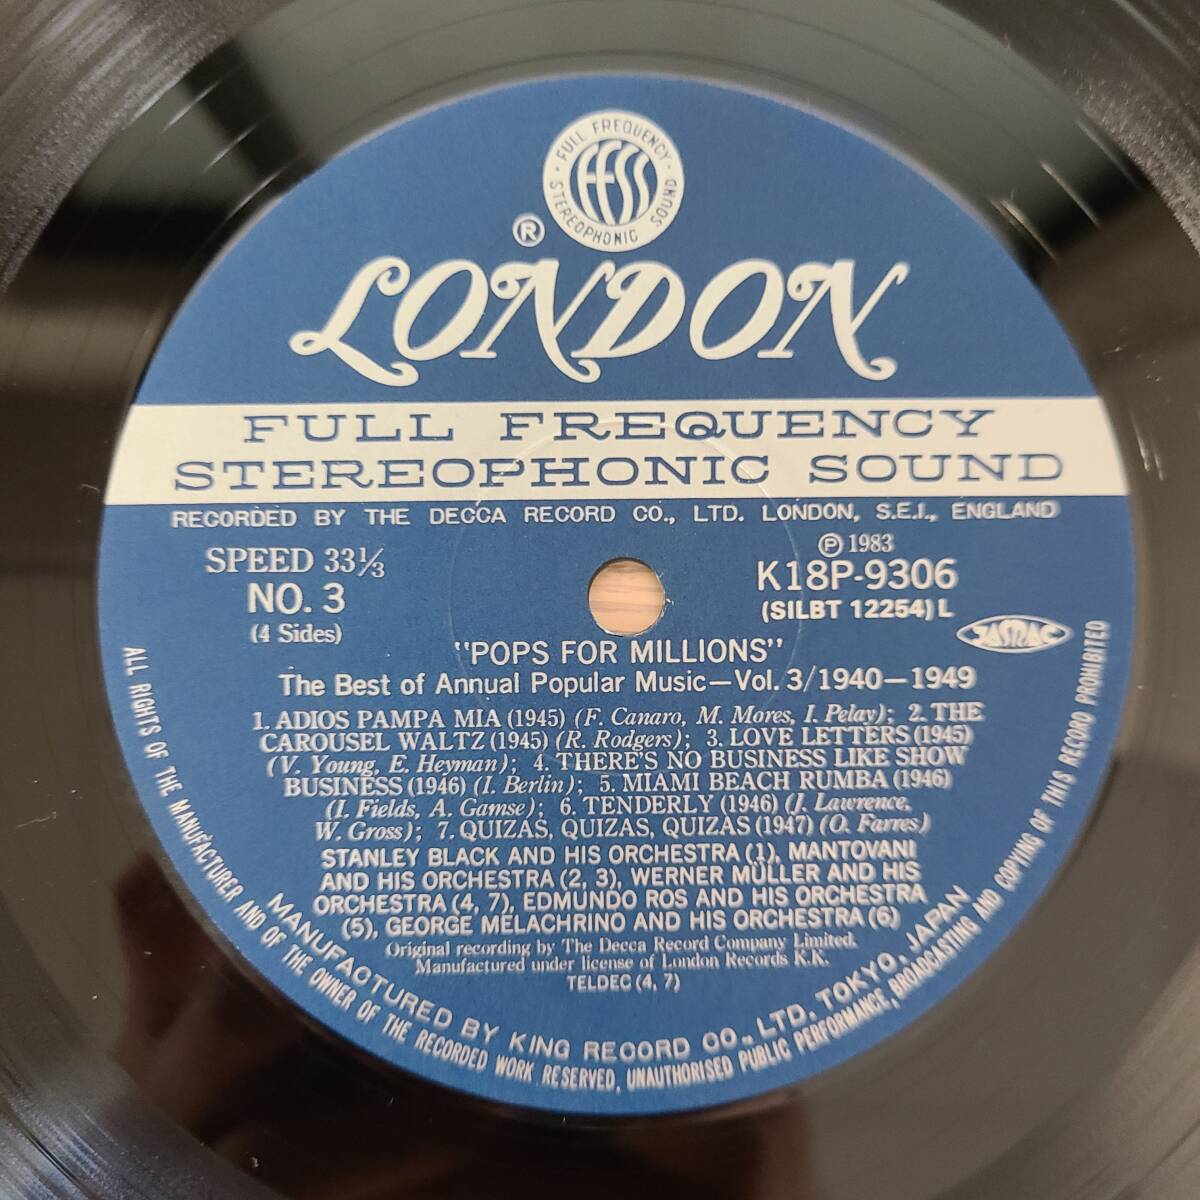 FULL FREQUENCY
ffss
STEREOPHONIC SOUND
®
LONDON
FULL FREQUENCY
STEREOPHONIC SOUND
RECORDED BY THE DECCA RECORD CO., LTD. LONDON, S.E.I., ENGLAND
SPEED 33⅓
NO. 3
(4 Sides)
Ⓟ 1983
K18P-9306
(SILBT 12254) L
JASRAC
"POPS FOR MILLIONS"
The Best of Annual Popular Music—Vol. 3/1940—1949
1. ADIOS PAMPA MIA (1945) (F. Canaro, M. Mores, I. Pelay); 2. THE
CAROUSEL WALTZ (1945) (R. Rodgers); 3. LOVE LETTERS (1945)
(V. Young, E. Heyman); 4. THERE'S NO BUSINESS LIKE SHOW
BUSINESS (1946) (I. Berlin); 5. MIAMI BEACH RUMBA (1946)
(I. Fields, A. Gamse); 6. TENDERLY (1946) (J. Lawrence,
W. Gross); 7. QUIZAS, QUIZAS, QUIZAS (1947) (O. Farres)
STANLEY BLACK AND HIS ORCHESTRA (1), MANTOVANI
AND HIS ORCHESTRA (2, 3), WERNER MÜLLER AND HIS
ORCHESTRA (4, 7), EDMUNDO ROS AND HIS ORCHESTRA
(5), GEORGE MELACHRINO AND HIS ORCHESTRA (6)
Original recording by The Decca Record Company Limited.
Manufactured under license of London Records K.K.
TELDEC (4, 7)
MANUFACTURED BY KING RECORD CO., LTD. TOKYO, JAPAN
ALL RIGHTS OF THE MANUFACTURER AND OF THE OWNER OF THE RECORDED WORK RESERVED, UNAUTHORISED PUBLIC PERFORMANCE, BROADCASTING AND COPYING OF THIS RECORD PROHIBITED